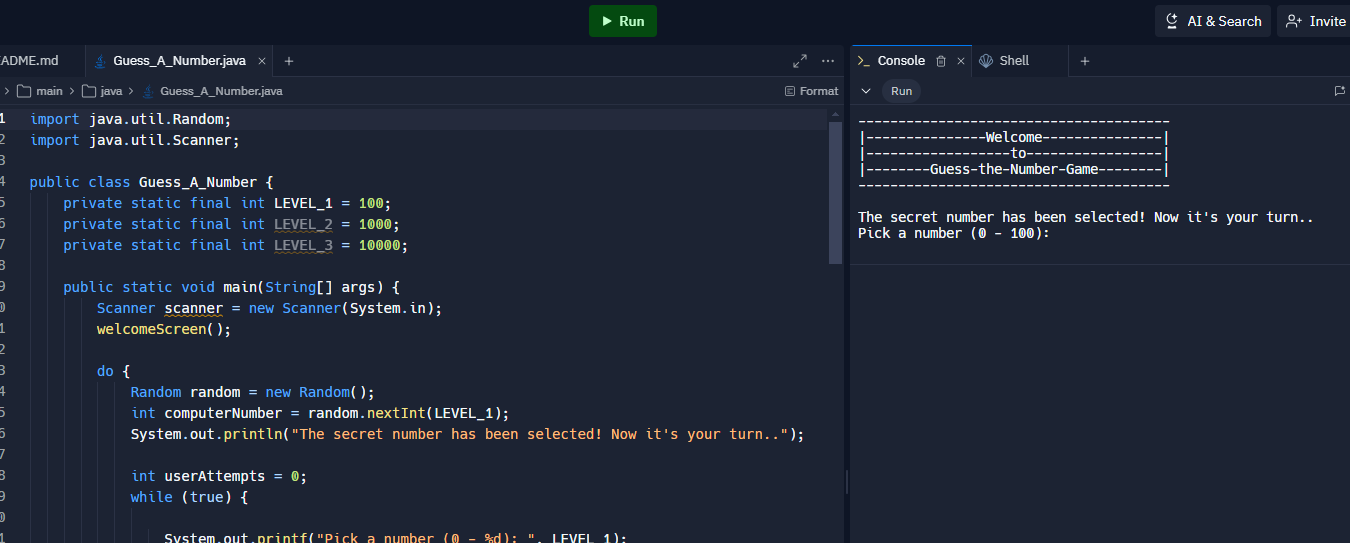 Run
AI & Search
Invite
ADME.md
Guess_A_Number.java
Console
Shell
main
java
Guess_A_Number.java
Format
Run
1 import java.util.Random;
2 import java.util.Scanner;
3
4 public class Guess_A_Number {
5 private static final int LEVEL_1 = 100;
6 private static final int LEVEL_2 = 1000;
7 private static final int LEVEL_3 = 10000;
8
9 public static void main(String[] args) {
0 Scanner scanner = new Scanner(System.in);
1 welcomeScreen();
2
3 do {
4 Random random = new Random();
5 int computerNumber = random.nextInt(LEVEL_1);
6 System.out.println("The secret number has been selected! Now it's your turn..");
7
8 int userAttempts = 0;
9 while (true) {
0
1 System.out.printf("Pick a number (0 - %d): ", LEVEL_1);
---------------------------------------
|---------------Welcome---------------|
|------------------to-----------------|
|--------Guess-the-Number-Game--------|
---------------------------------------
The secret number has been selected! Now it's your turn..
Pick a number (0 - 100):